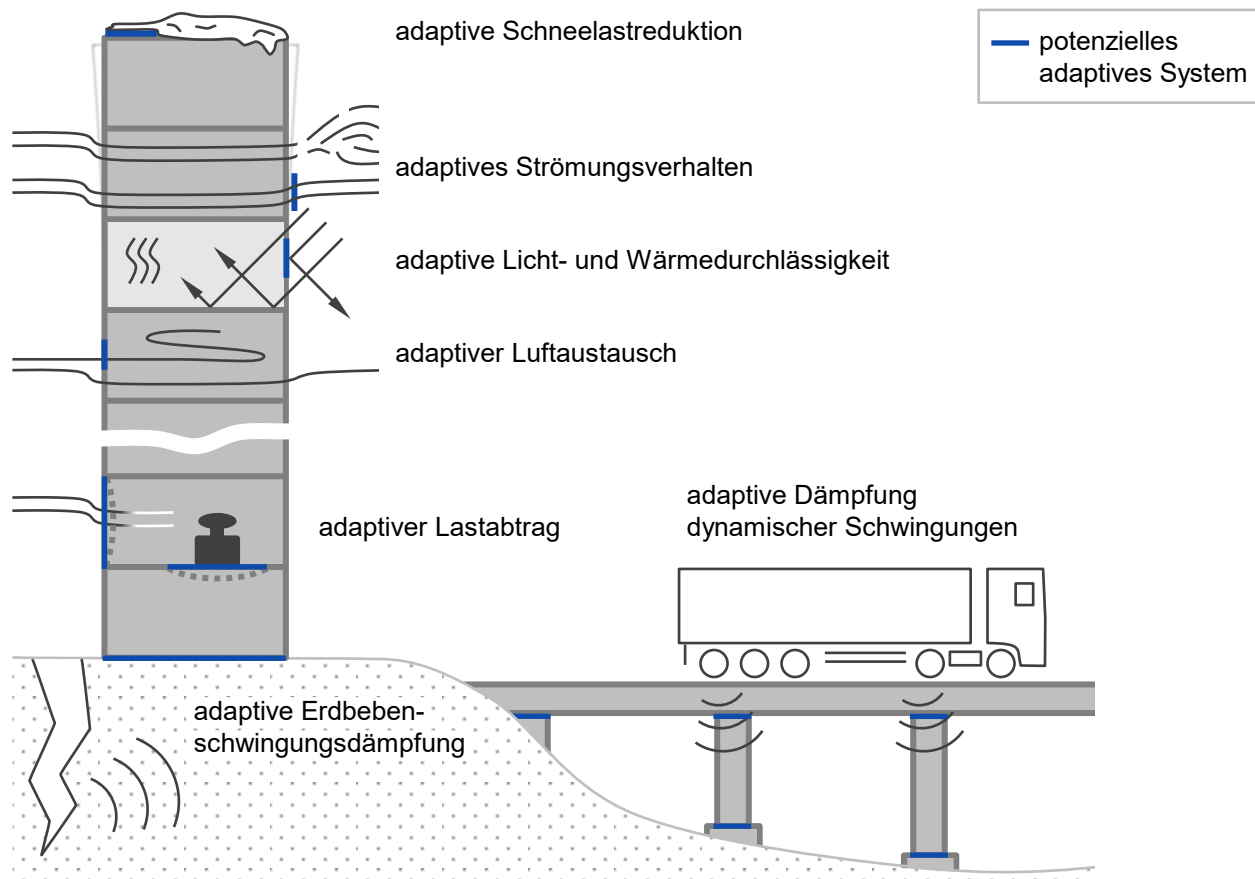 adaptive Schneelastreduktion
potenzielles
adaptives System
adaptives Strömungsverhalten
adaptive Licht- und Wärmedurchlässigkeit
adaptiver Luftaustausch
adaptiver Lastabtrag
adaptive Dämpfung
dynamischer Schwingungen
adaptive Erdbeben-
schwingungsdämpfung